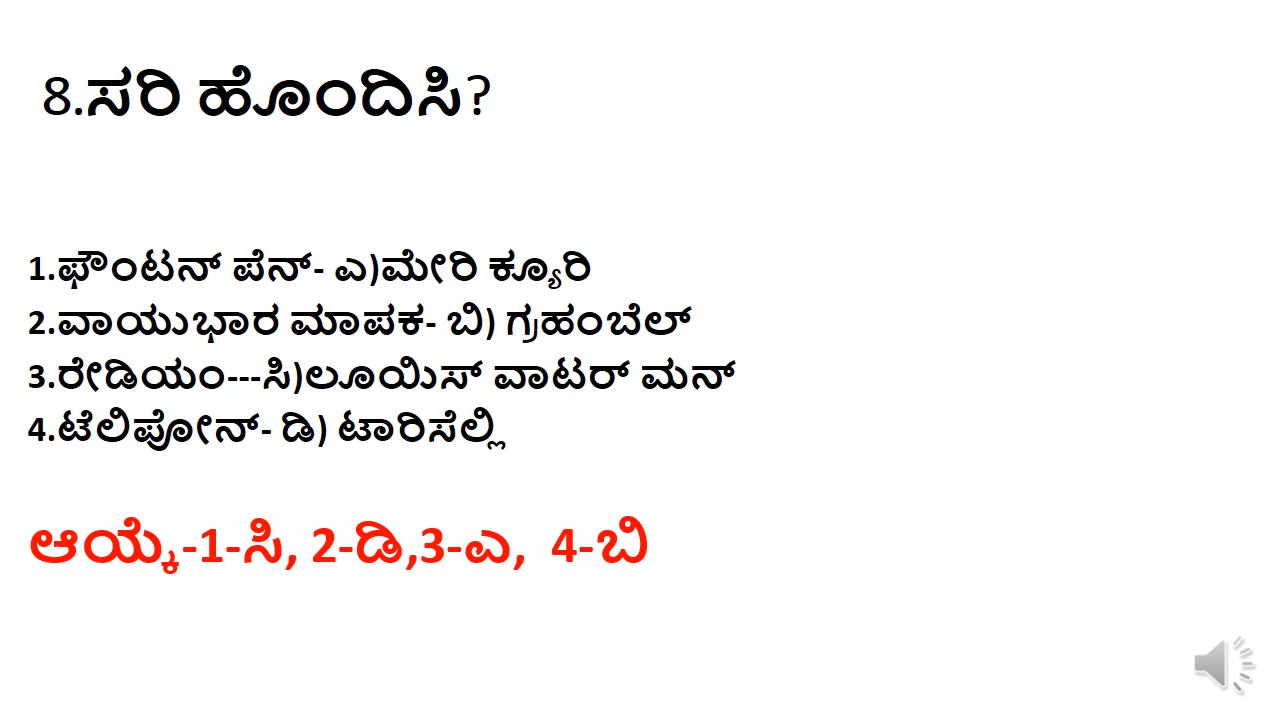 8.ಸರಿ ಹೊಂದಿಸಿ?
1.ಫೌಂಟನ್ ಪೆನ್- ಎ)ಮೇರಿ ಕ್ಯೂರಿ
2.ವಾಯುಭಾರ ಮಾಪಕ- ಬಿ) ಗ್ರಹಂಬೆಲ್
3.ರೇಡಿಯಂ---ಸಿ)ಲೂಯಿಸ್ ವಾಟರ್ ಮನ್
4.ಟೆಲಿಪೋನ್- ಡಿ) ಟಾರಿಸೆಲ್ಲಿ
ಆಯ್ಕೆ-1-ಸಿ, 2-ಡಿ,3-ಎ, 4-ಬಿ